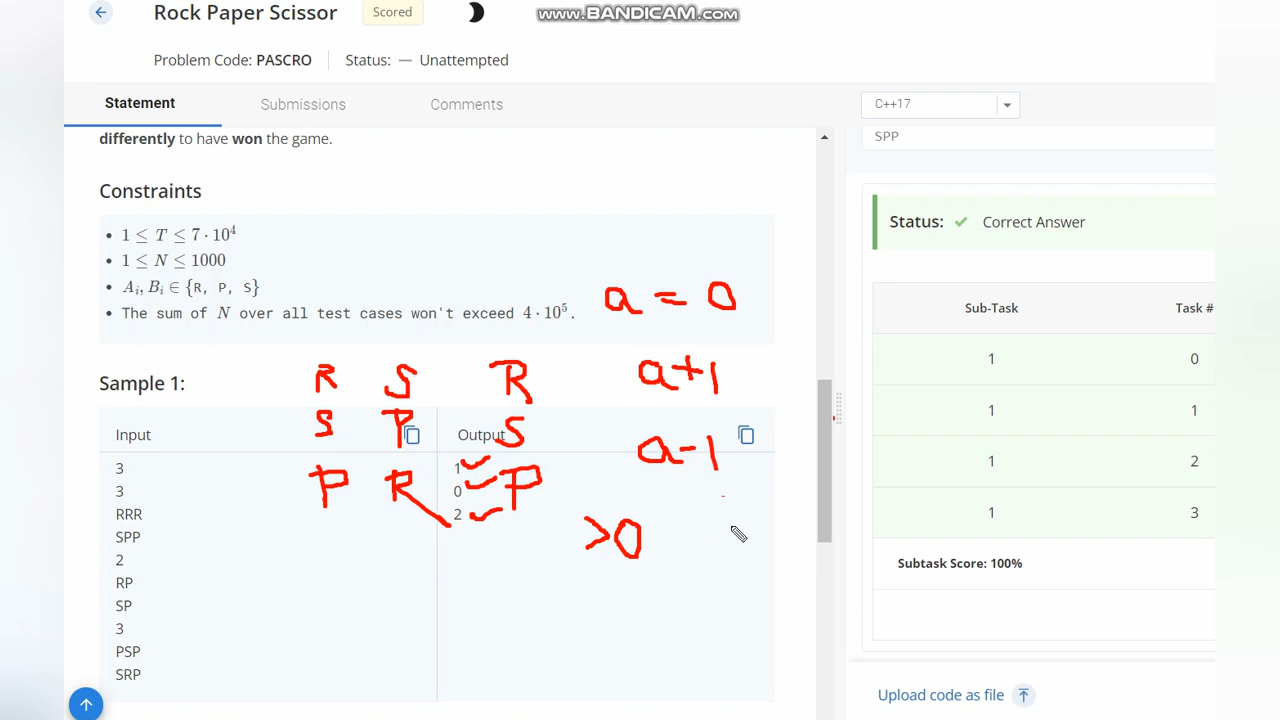 Rock Paper Scissor
Scored
www.BANDICAM.com
Problem Code: PASCRO
Status: — Unattempted
Statement
Submissions
Comments
C++17
differently to have won the game.
SPP
Constraints
1 ≤ T ≤ 7 · 10⁴
1 ≤ N ≤ 1000
Aᵢ, Bᵢ ∈ {R, P, S}
The sum of N over all test cases won't exceed 4 · 10⁵.
Status: Correct Answer
a = 0
Sub-Task
Task #
1 0
1 1
1 2
1 3
Subtask Score: 100%
Sample 1:
R S R
a+1
S P S
a-1
P R P
>0
Input
Output
3
3
RRR
SPP
2
RP
SP
3
PSP
SRP
1
0
2
Upload code as file